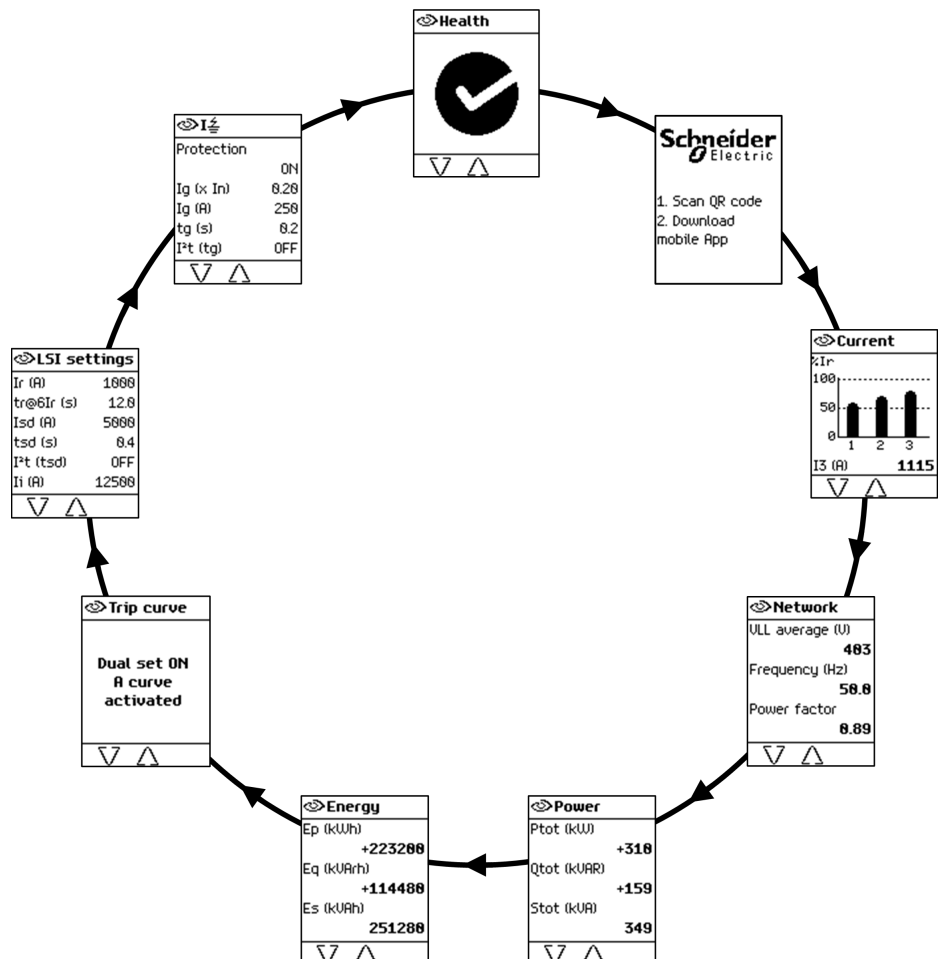 Health
Schneider
Electric
1. Scan QR code
2. Download
mobile App
Current
%Ir
100
50
0
1 2 3
I3 (A) 1115
Network
VLL average (V)
403
Frequency (Hz)
50.0
Power factor
0.89
Power
Ptot (kW)
+310
Qtot (kVAR)
+159
Stot (kVA)
349
Energy
Ep (kWh)
+223200
Eq (kVArh)
+114480
Es (kVAh)
251280
Trip curve
Dual set ON
A curve
activated
LSI settings
Ir (A) 1000
tr@6Ir (s) 12.0
Isd (A) 5000
tsd (s) 0.4
I²t (tsd) OFF
Ii (A) 12500
I⏚
Protection
ON
Ig (x In) 0.20
Ig (A) 250
tg (s) 0.2
I²t (tg) OFF